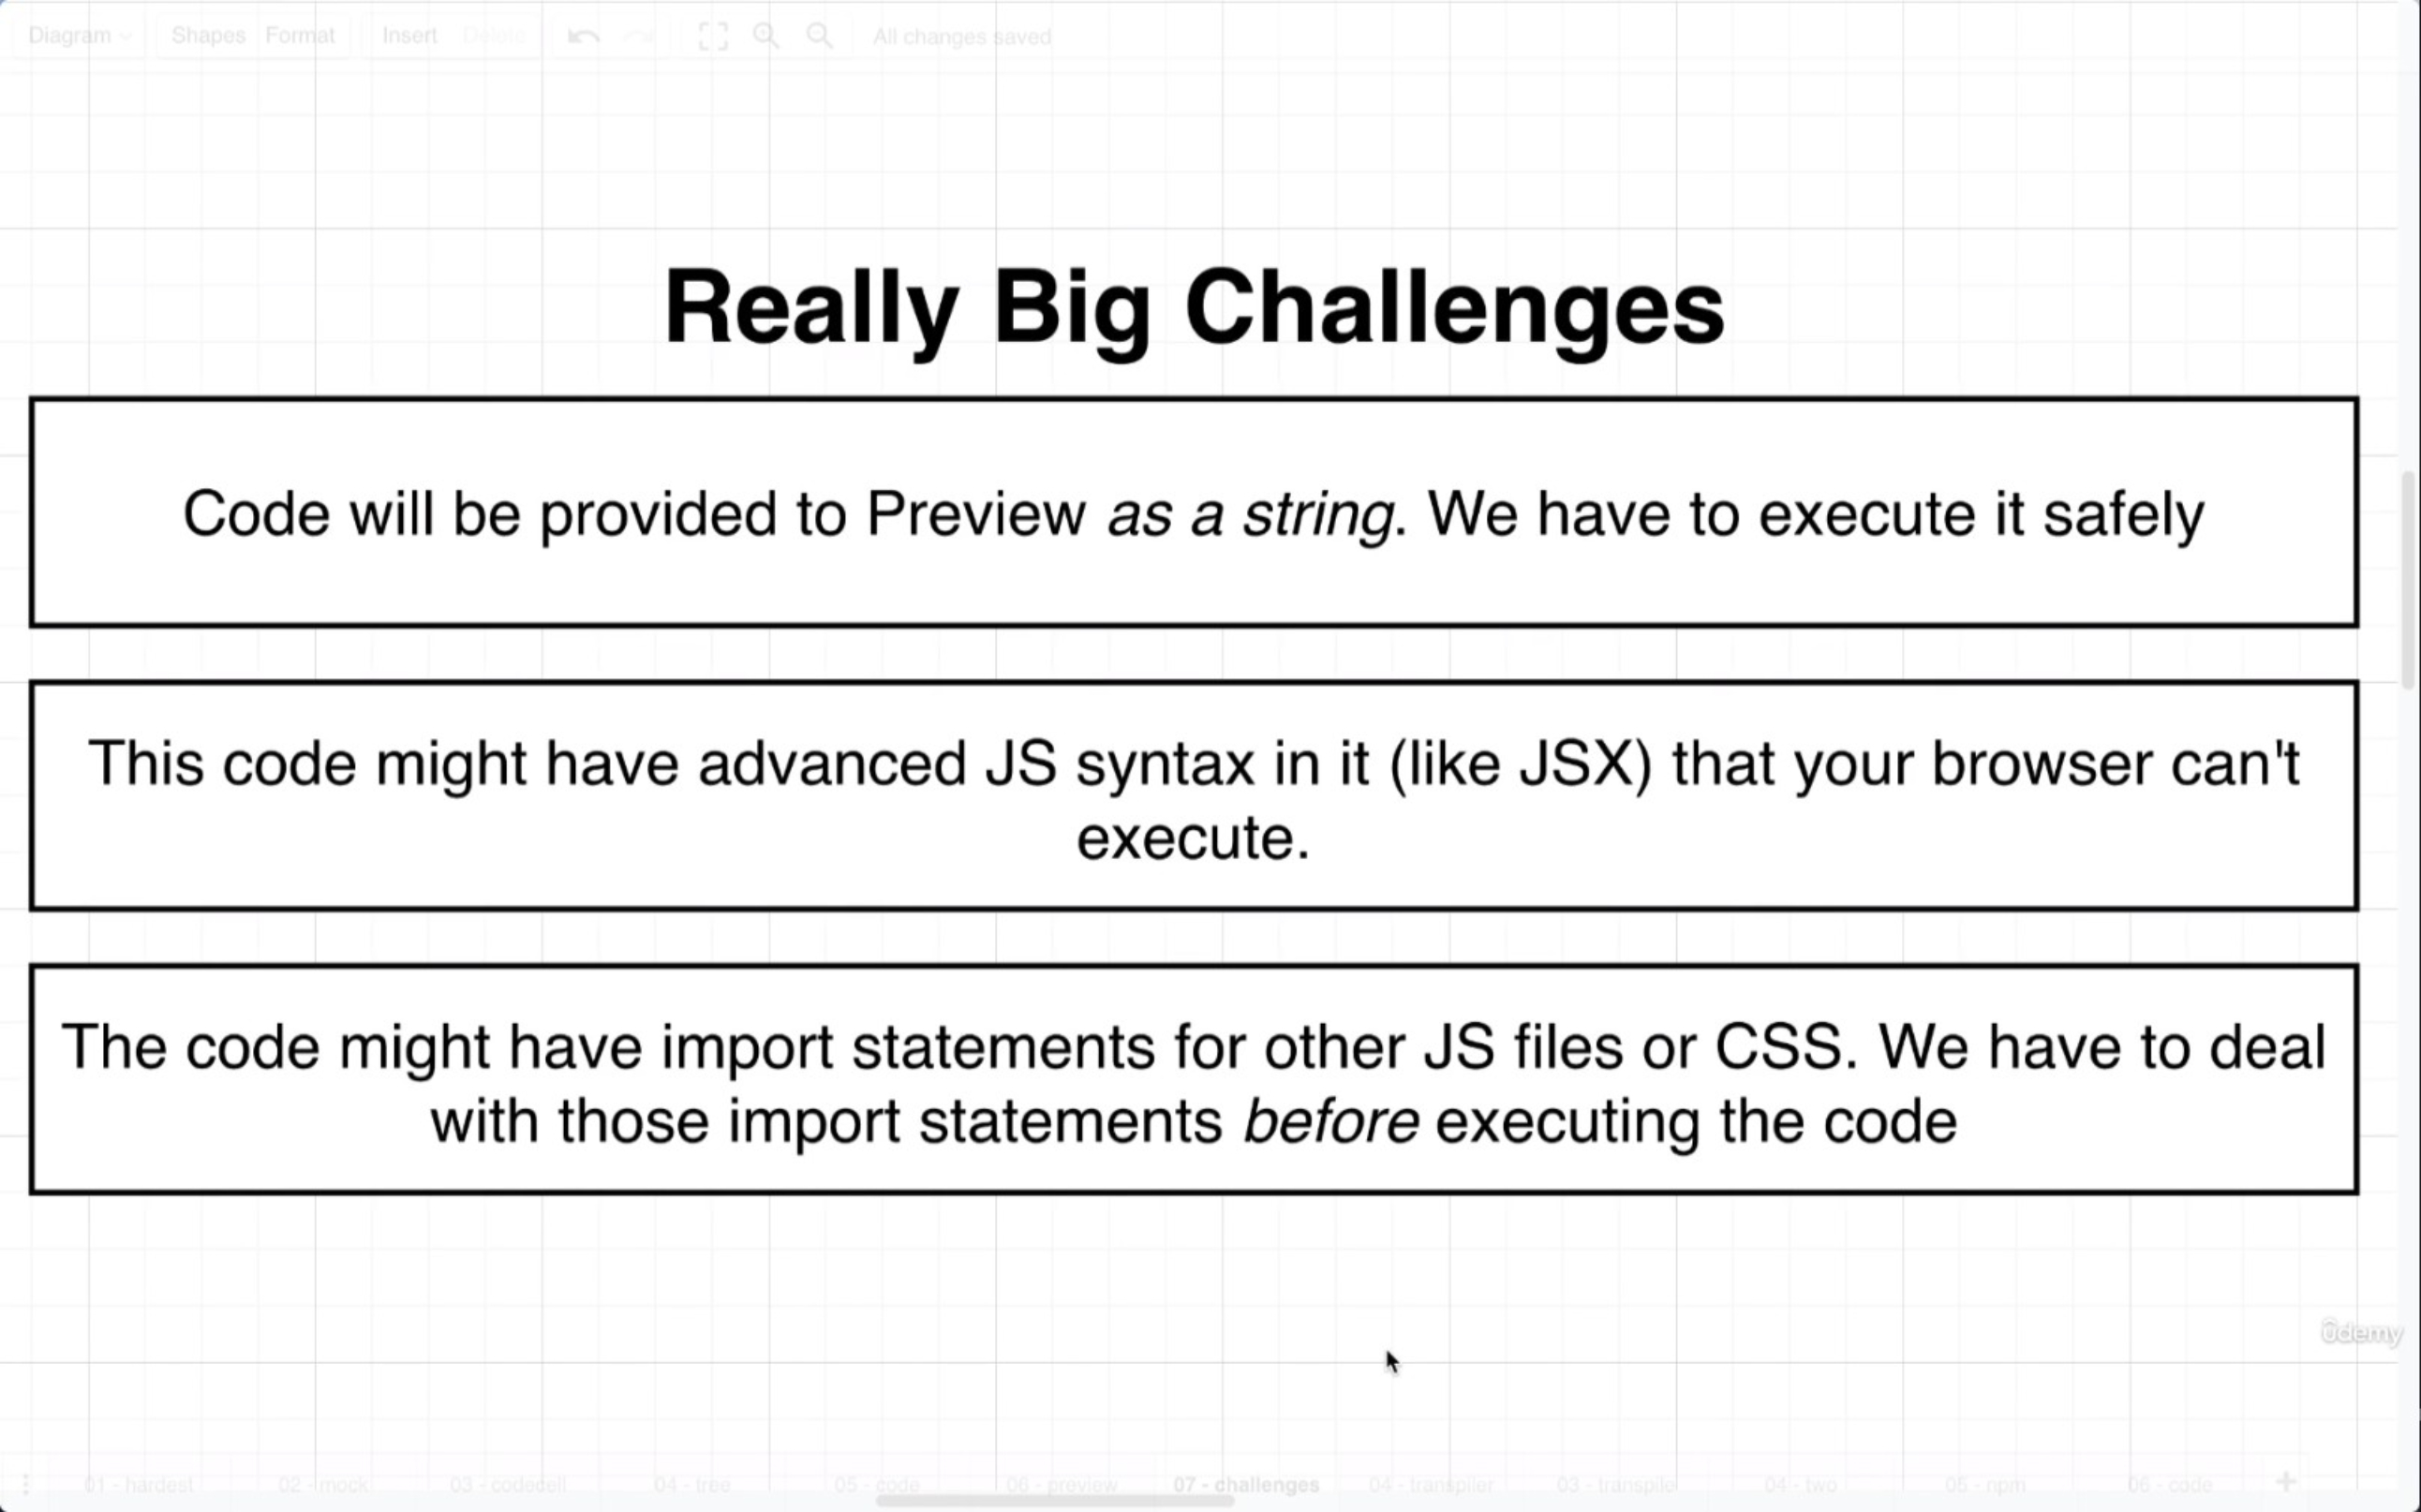 Diagram Shapes Format Insert Delete All changes saved
Really Big Challenges
Code will be provided to Preview as a string. We have to execute it safely
This code might have advanced JS syntax in it (like JSX) that your browser can't
execute.
The code might have import statements for other JS files or CSS. We have to deal
with those import statements before executing the code
ûdemy
01 - hardest 02 - mock 03 - codecell 04 - tree 05 - code 06 - preview 07 - challenges 04 - transpiler 03 - transpile 04 - two 05 - npm 06 - code